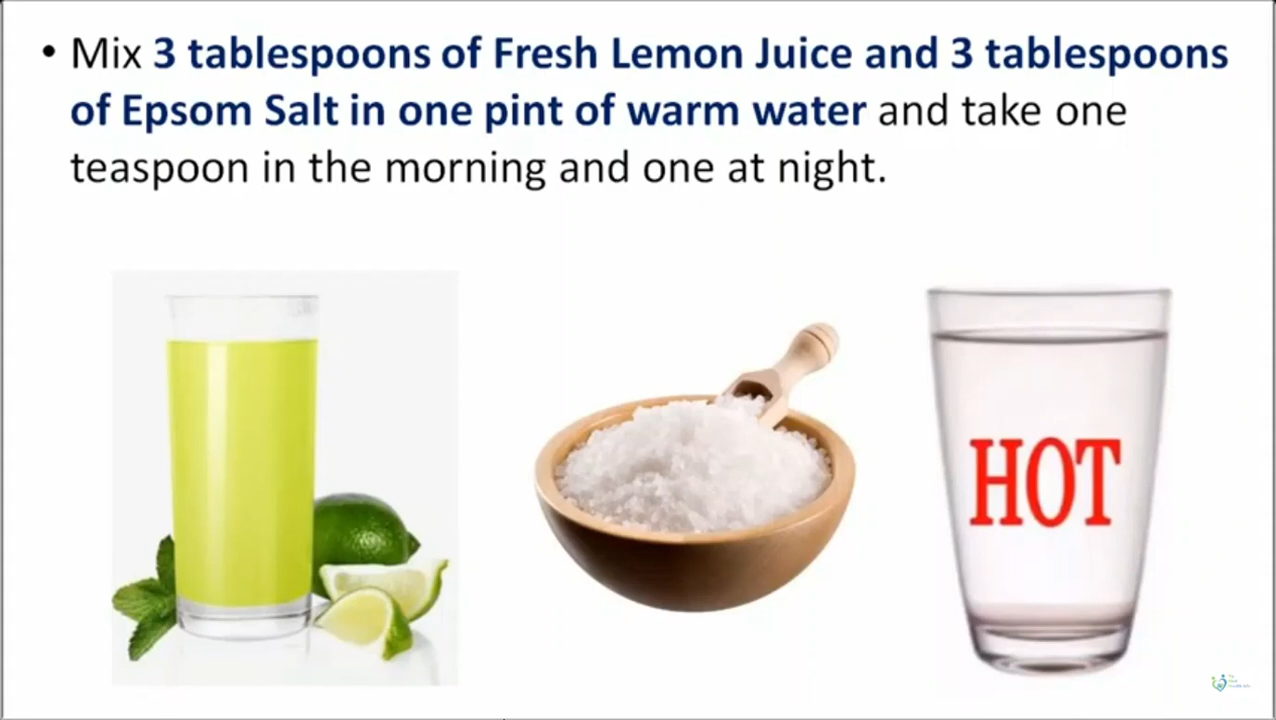 • Mix 3 tablespoons of Fresh Lemon Juice and 3 tablespoons
of Epsom Salt in one pint of warm water and take one
teaspoon in the morning and one at night.
HOT